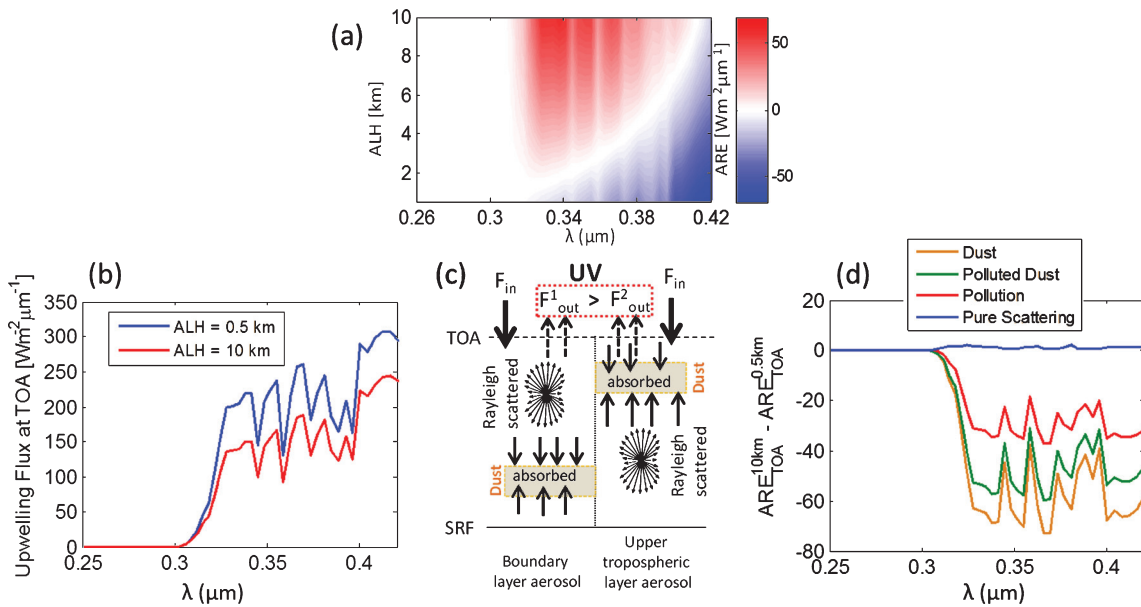 (a)
10
8
6
4
2
ALH [km]
0.26
0.3
0.34
0.38
0.42
λ (μm)
ARE [Wm²μm¹]
50
0
-50
(b)
Upwelling Flux at TOA [Wm²μm⁻¹]
350
300
250
200
150
100
50
0
ALH = 0.5 km
ALH = 10 km
0.25
0.3
0.35
0.4
λ (μm)
(c)
UV
F_in
F¹_out > F²_out
F_in
TOA
Rayleigh
scattered
absorbed
Dust
Dust
absorbed
Rayleigh
scattered
SRF
Boundary
layer aerosol
Upper
tropospheric
layer aerosol
(d)
Dust
Polluted Dust
Pollution
Pure Scattering
ARE^10km_TOA - ARE^0.5km_TOA
20
0
-20
-40
-60
-80
0.25
0.3
0.35
0.4
λ (μm)